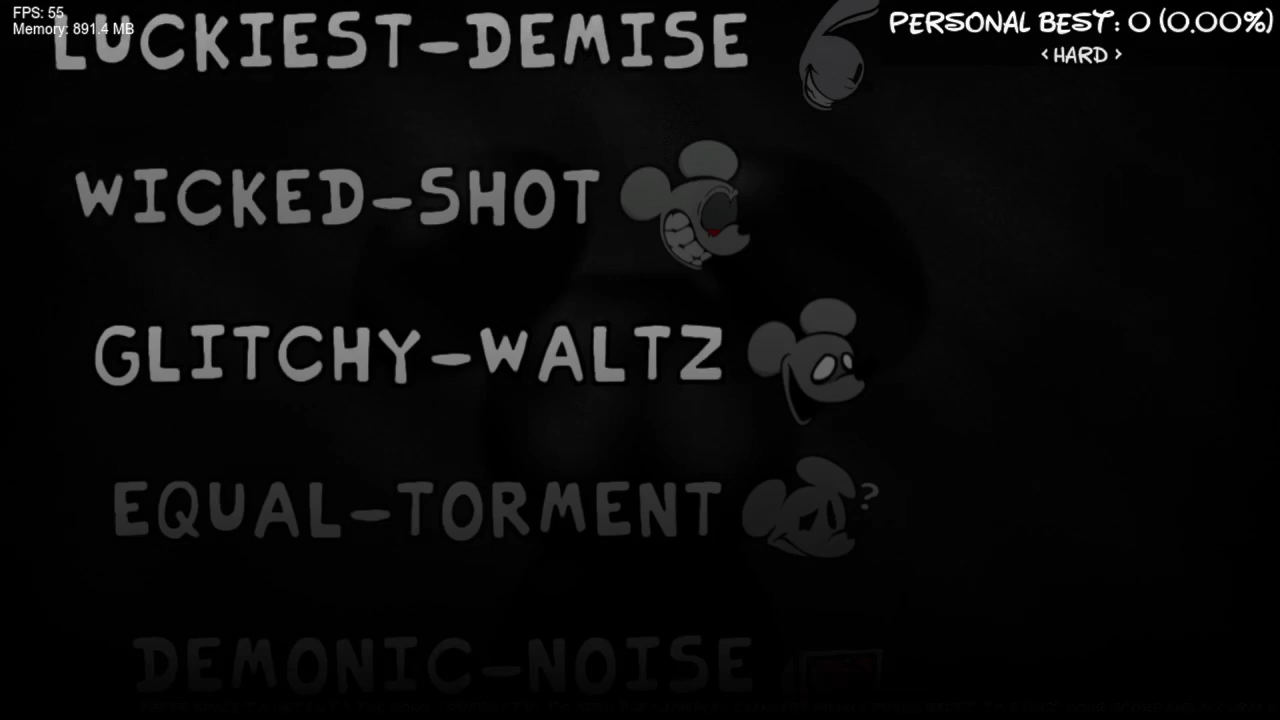 FPS: 55
Memory: 891.4 MB
PERSONAL BEST: 0 (0.00%)
< HARD >
LUCKIEST-DEMISE
WICKED-SHOT
GLITCHY-WALTZ
EQUAL-TORMENT
?
DEMONIC-NOISE